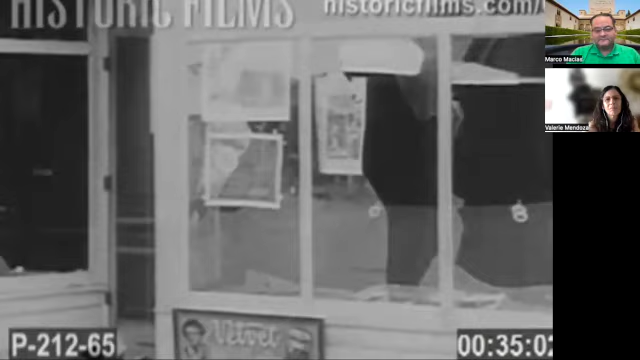 HISTORIC FILMS
historicfilms.com/
Marco Macias
Valerie Mendoza
Velvet
P-212-65
00:35:02